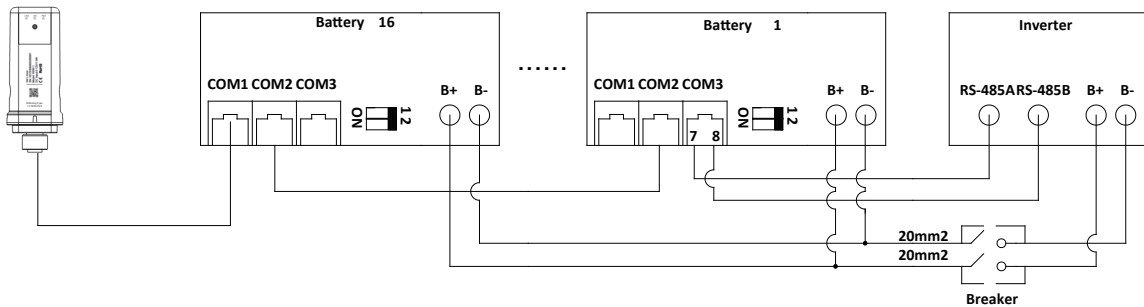 Battery 16
Battery 1
Inverter
COM1 COM2 COM3
B+ B-
COM1 COM2 COM3
B+ B-
RS-485A RS-485B B+ B-
1 2
ON
7 8
1 2
ON
......
20mm2
20mm2
Breaker